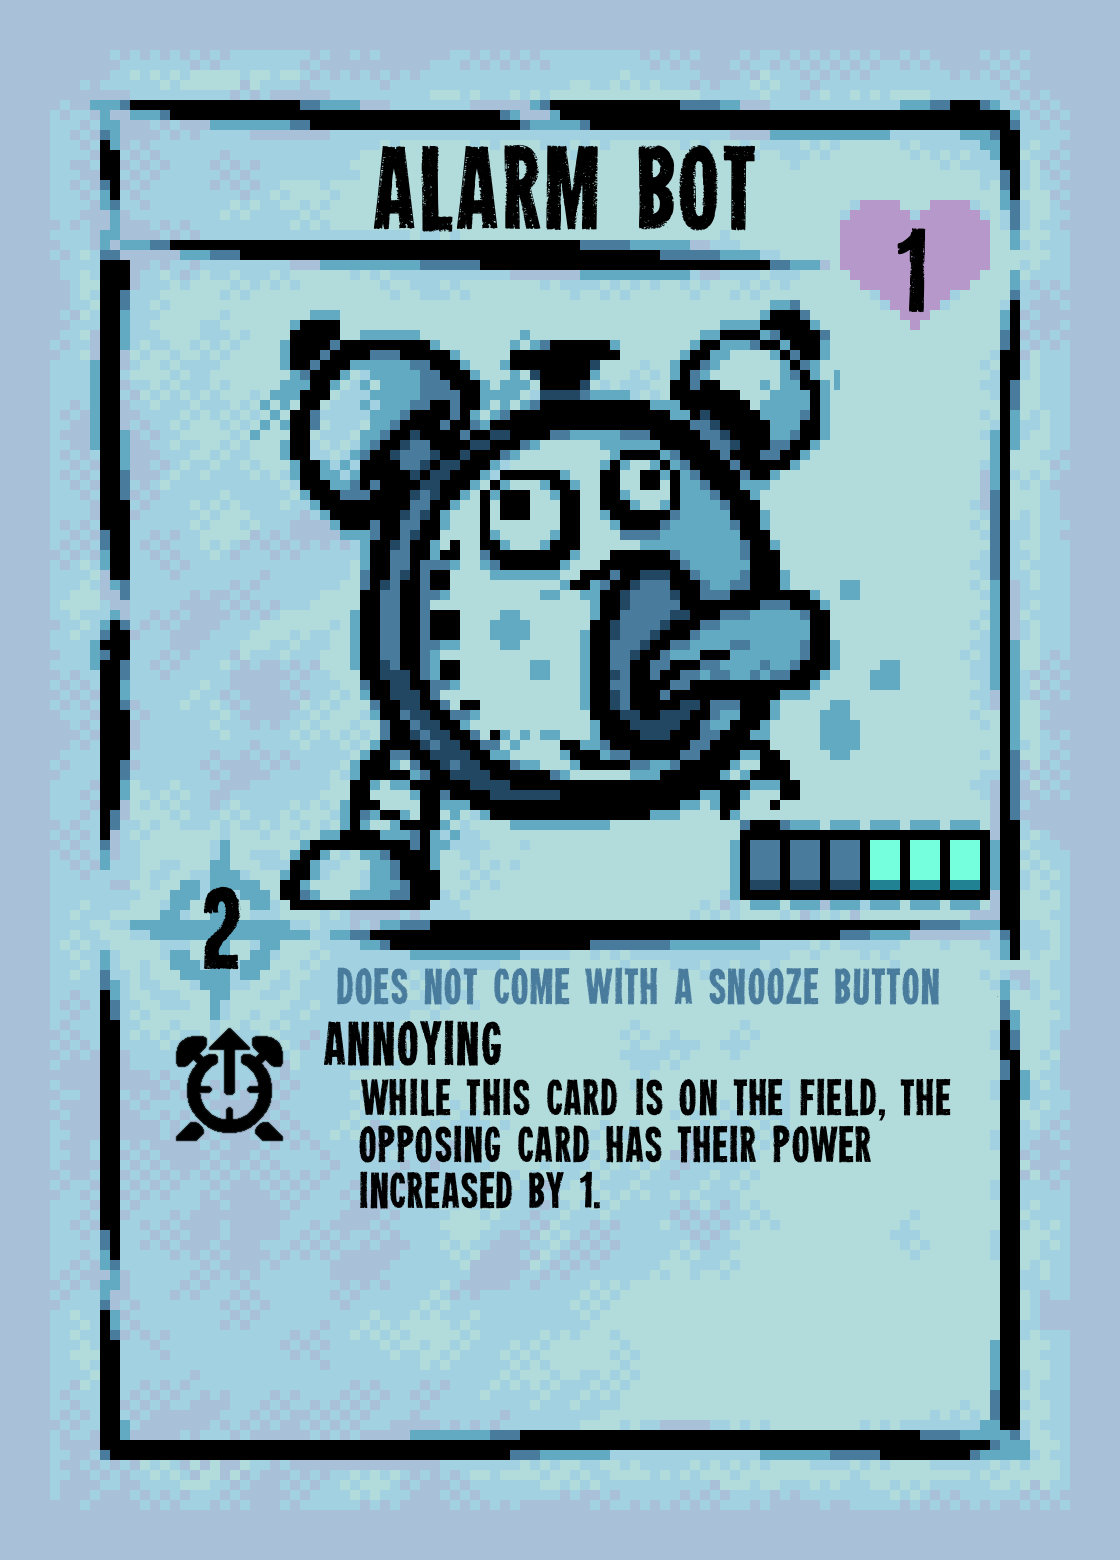 ALARM BOT
1
2
DOES NOT COME WITH A SNOOZE BUTTON
ANNOYING
WHILE THIS CARD IS ON THE FIELD, THE
OPPOSING CARD HAS THEIR POWER
INCREASED BY 1.